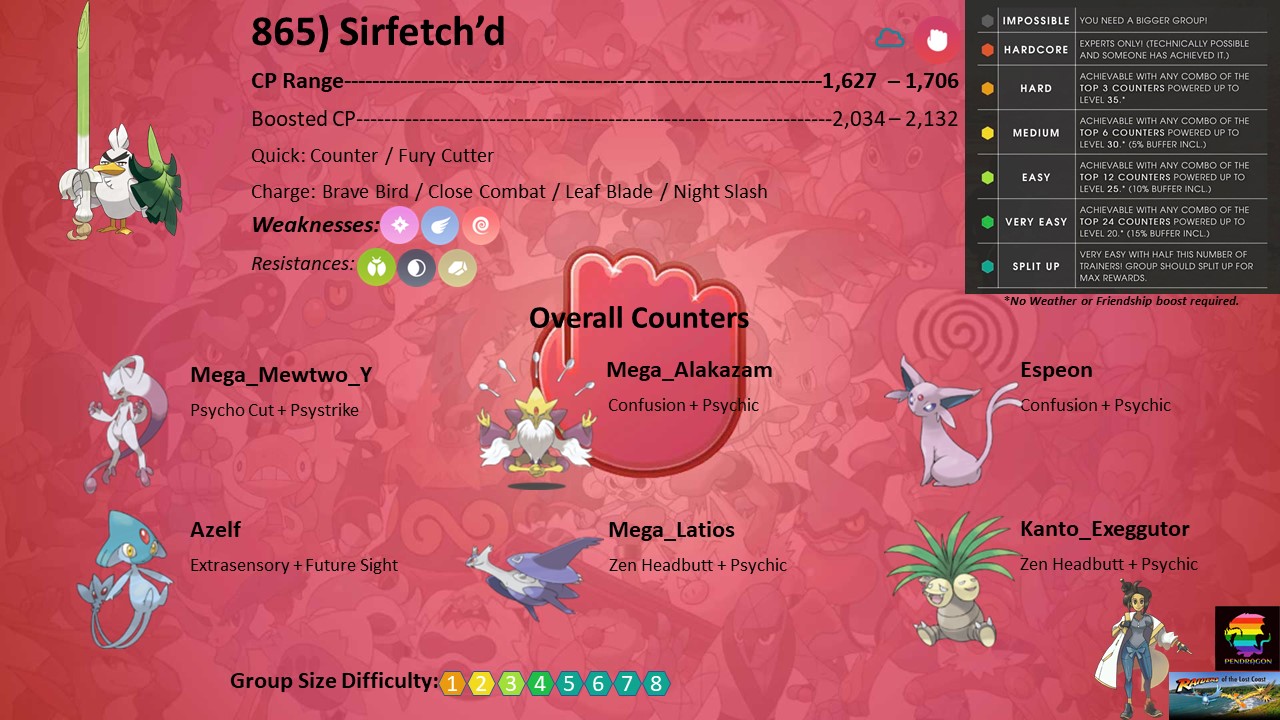 865) Sirfetch’d
CP Range--------------------------------------------------------------------1,627 – 1,706
Boosted CP--------------------------------------------------------------------2,034 – 2,132
Quick: Counter / Fury Cutter
Charge: Brave Bird / Close Combat / Leaf Blade / Night Slash
Weaknesses:
Resistances:
IMPOSSIBLE YOU NEED A BIGGER GROUP!
HARDCORE EXPERTS ONLY! (TECHNICALLY POSSIBLE
AND SOMEONE HAS ACHIEVED IT.)
HARD ACHIEVABLE WITH ANY COMBO OF THE
TOP 3 COUNTERS POWERED UP TO
LEVEL 35.*
MEDIUM ACHIEVABLE WITH ANY COMBO OF THE
TOP 6 COUNTERS POWERED UP TO
LEVEL 30.* (5% BUFFER INCL.)
EASY ACHIEVABLE WITH ANY COMBO OF THE
TOP 12 COUNTERS POWERED UP TO
LEVEL 25.* (10% BUFFER INCL.)
VERY EASY ACHIEVABLE WITH ANY COMBO OF THE
TOP 24 COUNTERS POWERED UP TO
LEVEL 20.* (15% BUFFER INCL.)
SPLIT UP VERY EASY WITH HALF THIS NUMBER OF
TRAINERS! GROUP SHOULD SPLIT UP FOR
MAX REWARDS.
*No Weather or Friendship boost required.
Overall Counters
Mega_Mewtwo_Y
Psycho Cut + Psystrike
Mega_Alakazam
Confusion + Psychic
Espeon
Confusion + Psychic
Azelf
Extrasensory + Future Sight
Mega_Latios
Zen Headbutt + Psychic
Kanto_Exeggutor
Zen Headbutt + Psychic
Group Size Difficulty: 1 2 3 4 5 6 7 8
PENDRAGON
RAIDERS of the Lost Coast